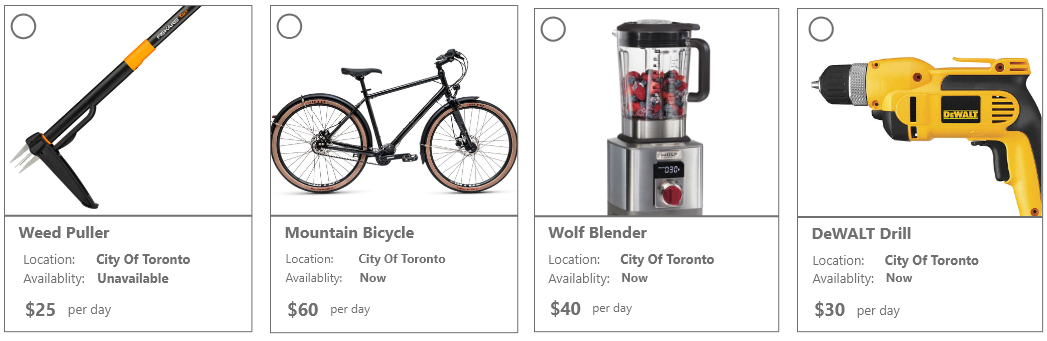 FISKARS
Weed Puller
Location: City Of Toronto
Availablity: Unavailable
$25 per day
Mountain Bicycle
Location: City Of Toronto
Availablity: Now
$60 per day
WOLF
030
Wolf Blender
Location: City Of Toronto
Availablity: Now
$40 per day
DEWALT
DeWALT Drill
Location: City Of Toronto
Availablity: Now
$30 per day